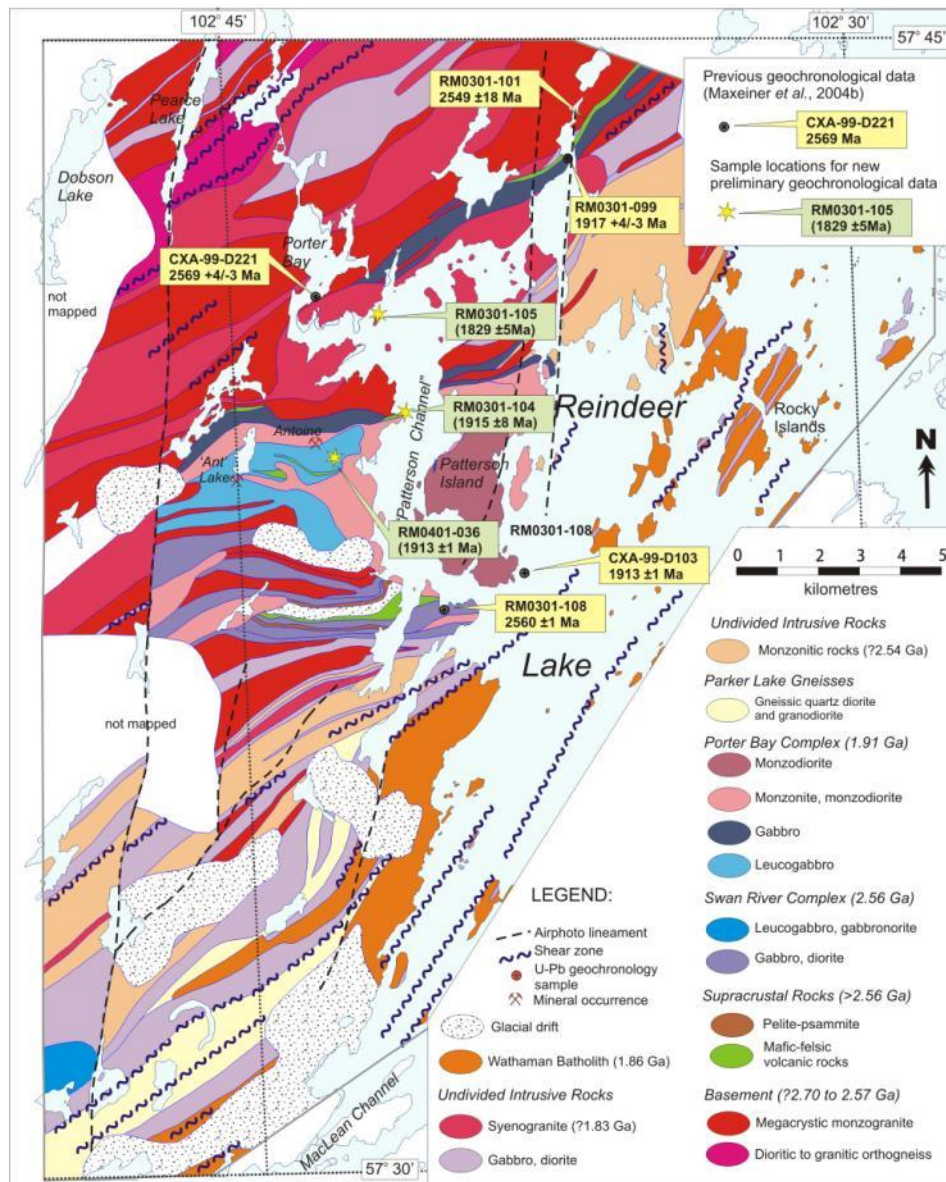 102° 45'
102° 30'
57° 45'
Pearce
Lake
Dobson
Lake
RM0301-101
2549 ±18 Ma
Previous geochronological data
(Maxeiner et al., 2004b)
CXA-99-D221
2569 Ma
Sample locations for new
preliminary geochronological data
RM0301-105
(1829 ±5Ma)
RM0301-099
1917 +4/-3 Ma
Porter
Bay
CXA-99-D221
2569 +4/-3 Ma
not
mapped
RM0301-105
(1829 ±5Ma)
RM0301-104
(1915 ±8 Ma)
Reindeer
Rocky
Islands
N
Antoine
'Ant'
Lake
"Patterson Channel"
Patterson
Island
RM0401-036
(1913 ±1 Ma)
RM0301-108
CXA-99-D103
1913 ±1 Ma
RM0301-108
2560 ±1 Ma
Lake
not mapped
MacLean Channel
57° 30'
0 1 2 3 4 5
kilometres
LEGEND:
Airphoto lineament
Shear zone
U-Pb geochronology
sample
Mineral occurrence
Glacial drift
Wathaman Batholith (1.86 Ga)
Undivided Intrusive Rocks
Syenogranite (?1.83 Ga)
Gabbro, diorite
Undivided Intrusive Rocks
Monzonitic rocks (?2.54 Ga)
Parker Lake Gneisses
Gneissic quartz diorite
and granodiorite
Porter Bay Complex (1.91 Ga)
Monzodiorite
Monzonite, monzodiorite
Gabbro
Leucogabbro
Swan River Complex (2.56 Ga)
Leucogabbro, gabbronorite
Gabbro, diorite
Supracrustal Rocks (>2.56 Ga)
Pelite-psammite
Mafic-felsic
volcanic rocks
Basement (?2.70 to 2.57 Ga)
Megacrystic monzogranite
Dioritic to granitic orthogneiss